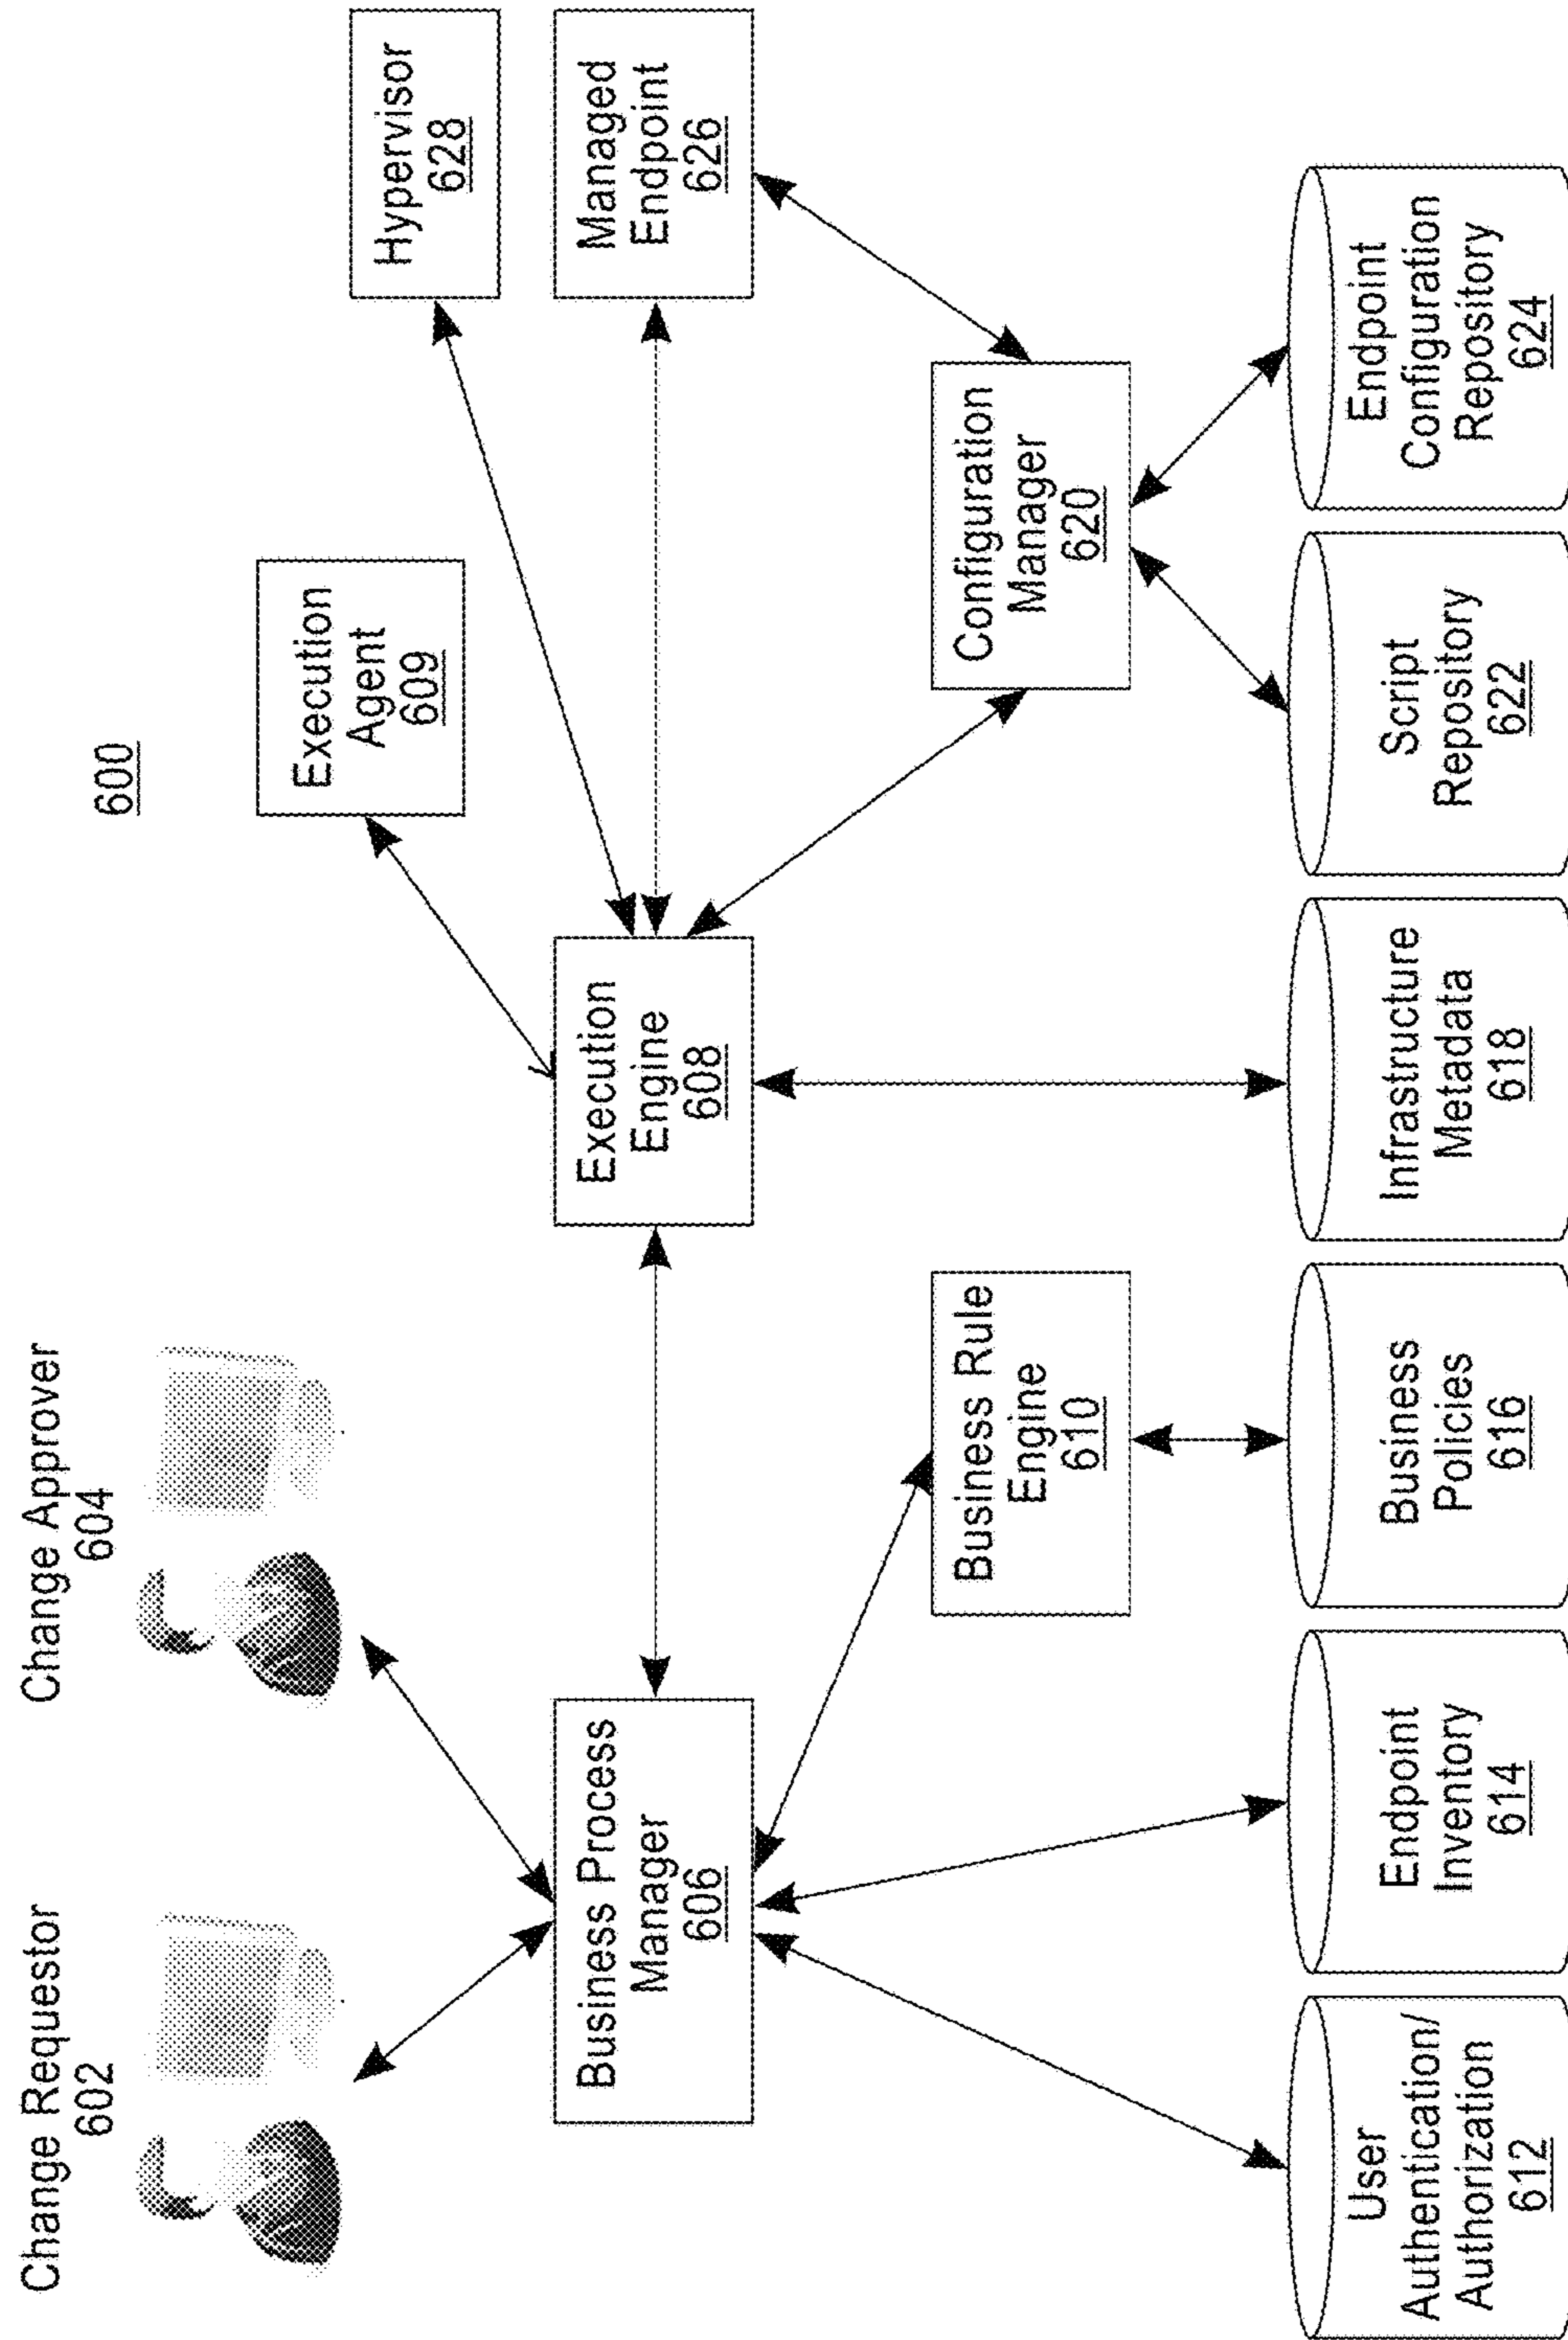 600
Change Requestor
602
Change Approver
604
Execution
Agent
609
Hypervisor
628
Business Process
Manager
606
Execution
Engine
608
Managed
Endpoint
626
Business Rule
Engine
610
Configuration
Manager
620
User
Authentication/
Authorization
612
Endpoint
Inventory
614
Business
Policies
616
Infrastructure
Metadata
618
Script
Repository
622
Endpoint
Configuration
Repository
624